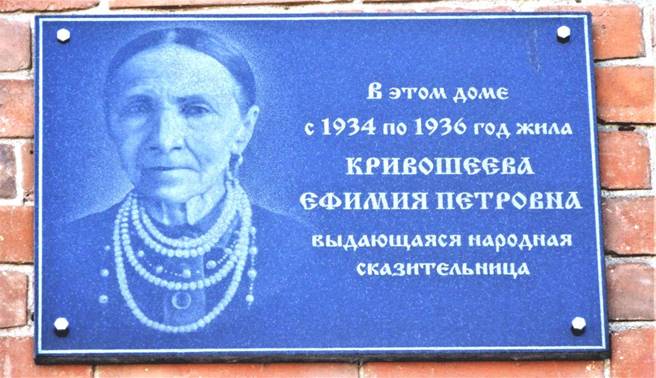 В этом доме
с 1934 по 1936 год жила
КРИВОШЕЕВА
ЕФИМИЯ ПЕТРОВНА
выдающаяся народная
сказительница